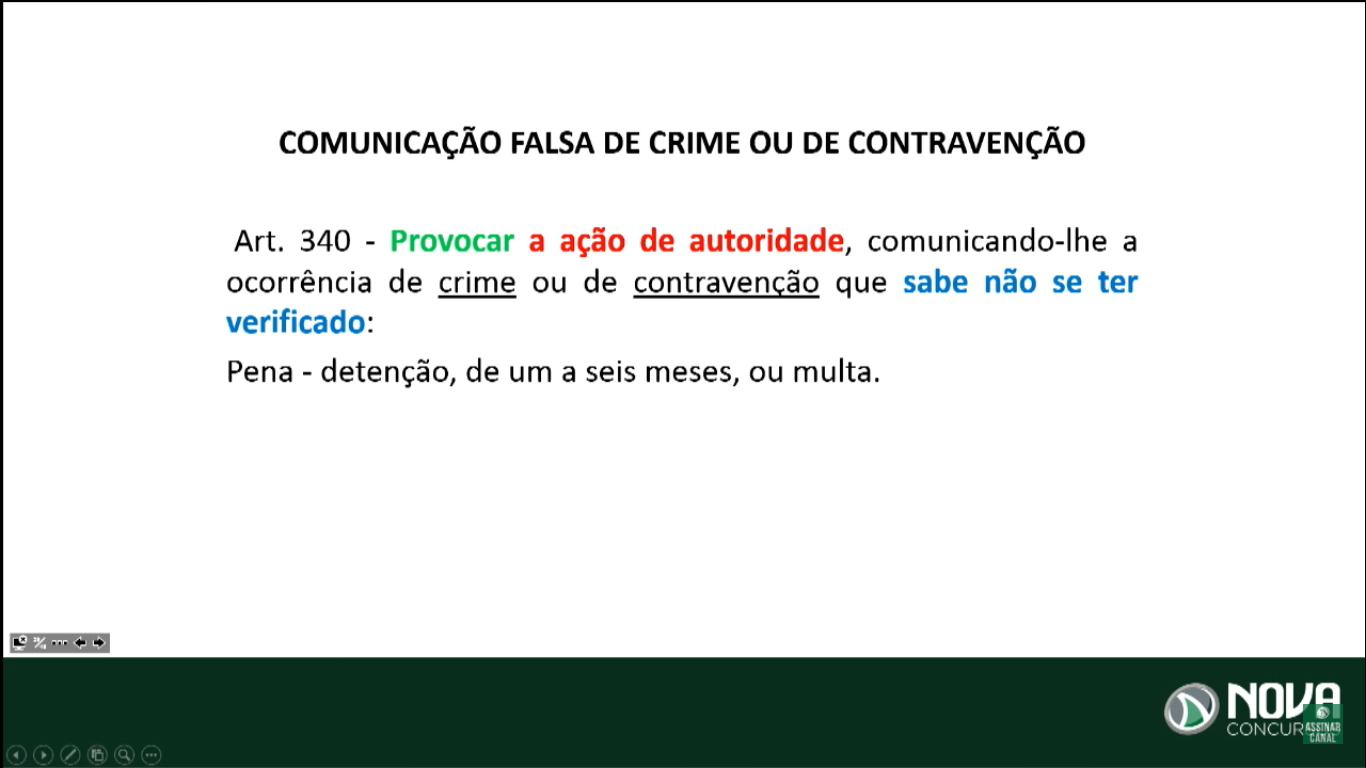 COMUNICAÇÃO FALSA DE CRIME OU DE CONTRAVENÇÃO
Art. 340 - Provocar a ação de autoridade, comunicando-lhe a
ocorrência de crime ou de contravenção que sabe não se ter
verificado:
Pena - detenção, de um a seis meses, ou multa.
NOVA
ASSINAR
CANAL